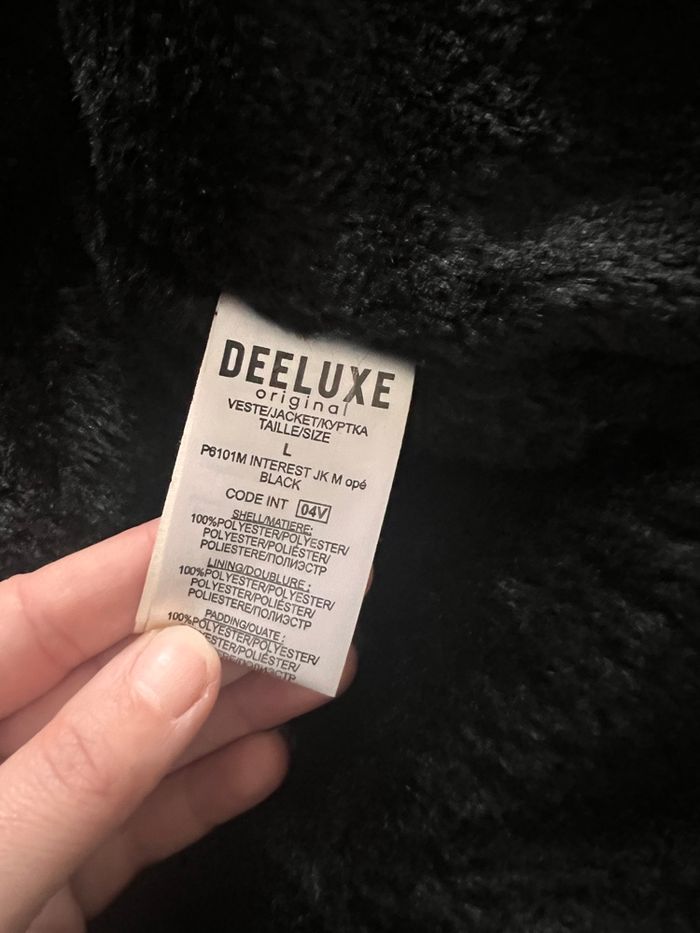 DEELUXE
original
VESTE/JACKET/КУРТКА
TAILLE/SIZE
L
P6101M INTEREST JK M opé
BLACK
CODE INT 04V
SHELL/MATIERE:
100%POLYESTER/POLYESTER/
POLYESTER/POLIÉSTER/
POLIESTERE/ПОЛИЭСТР
LINING/DOUBLURE :
100%POLYESTER/POLYESTER/
POLYESTER/POLIÉSTER/
POLIESTERE/ПОЛИЭСТР
PADDING/OUATE :
100%POLYESTER/POLYESTER/
/POLIÉSTER/
/ПОЛИЭСТР